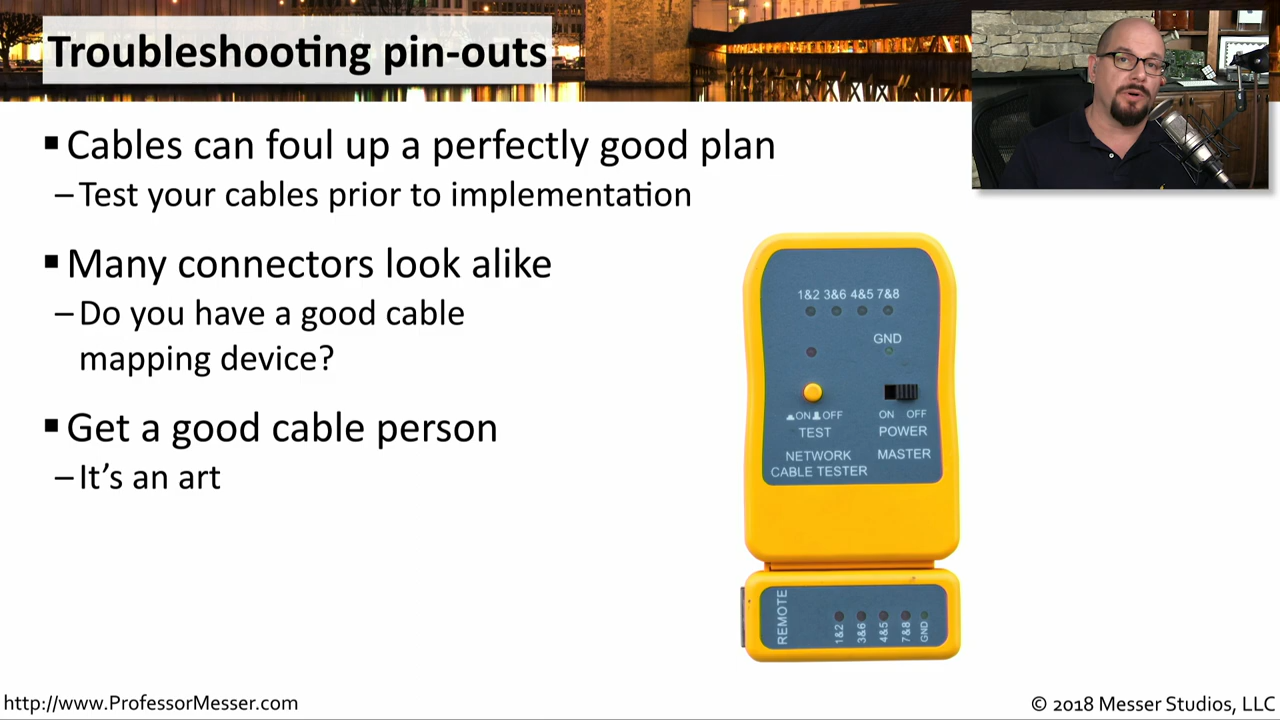 Troubleshooting pin-outs
▪ Cables can foul up a perfectly good plan
– Test your cables prior to implementation
▪ Many connectors look alike
– Do you have a good cable
mapping device?
▪ Get a good cable person
– It's an art
1&2 3&6 4&5 7&8
GND
ON OFF
TEST
ON OFF
POWER
NETWORK
CABLE TESTER
MASTER
REMOTE
1&2
3&6
4&5
7&8
GND
http://www.ProfessorMesser.com
© 2018 Messer Studios, LLC